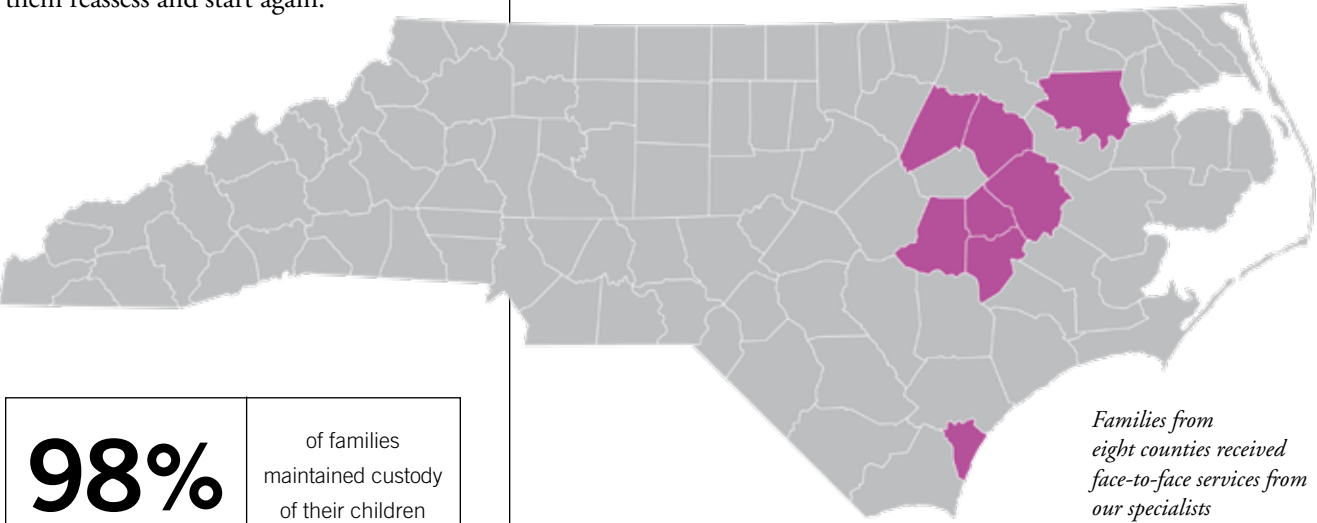 them reassess and start again.
98%
of families
maintained custody
of their children
Families from
eight counties received
face-to-face services from
our specialists